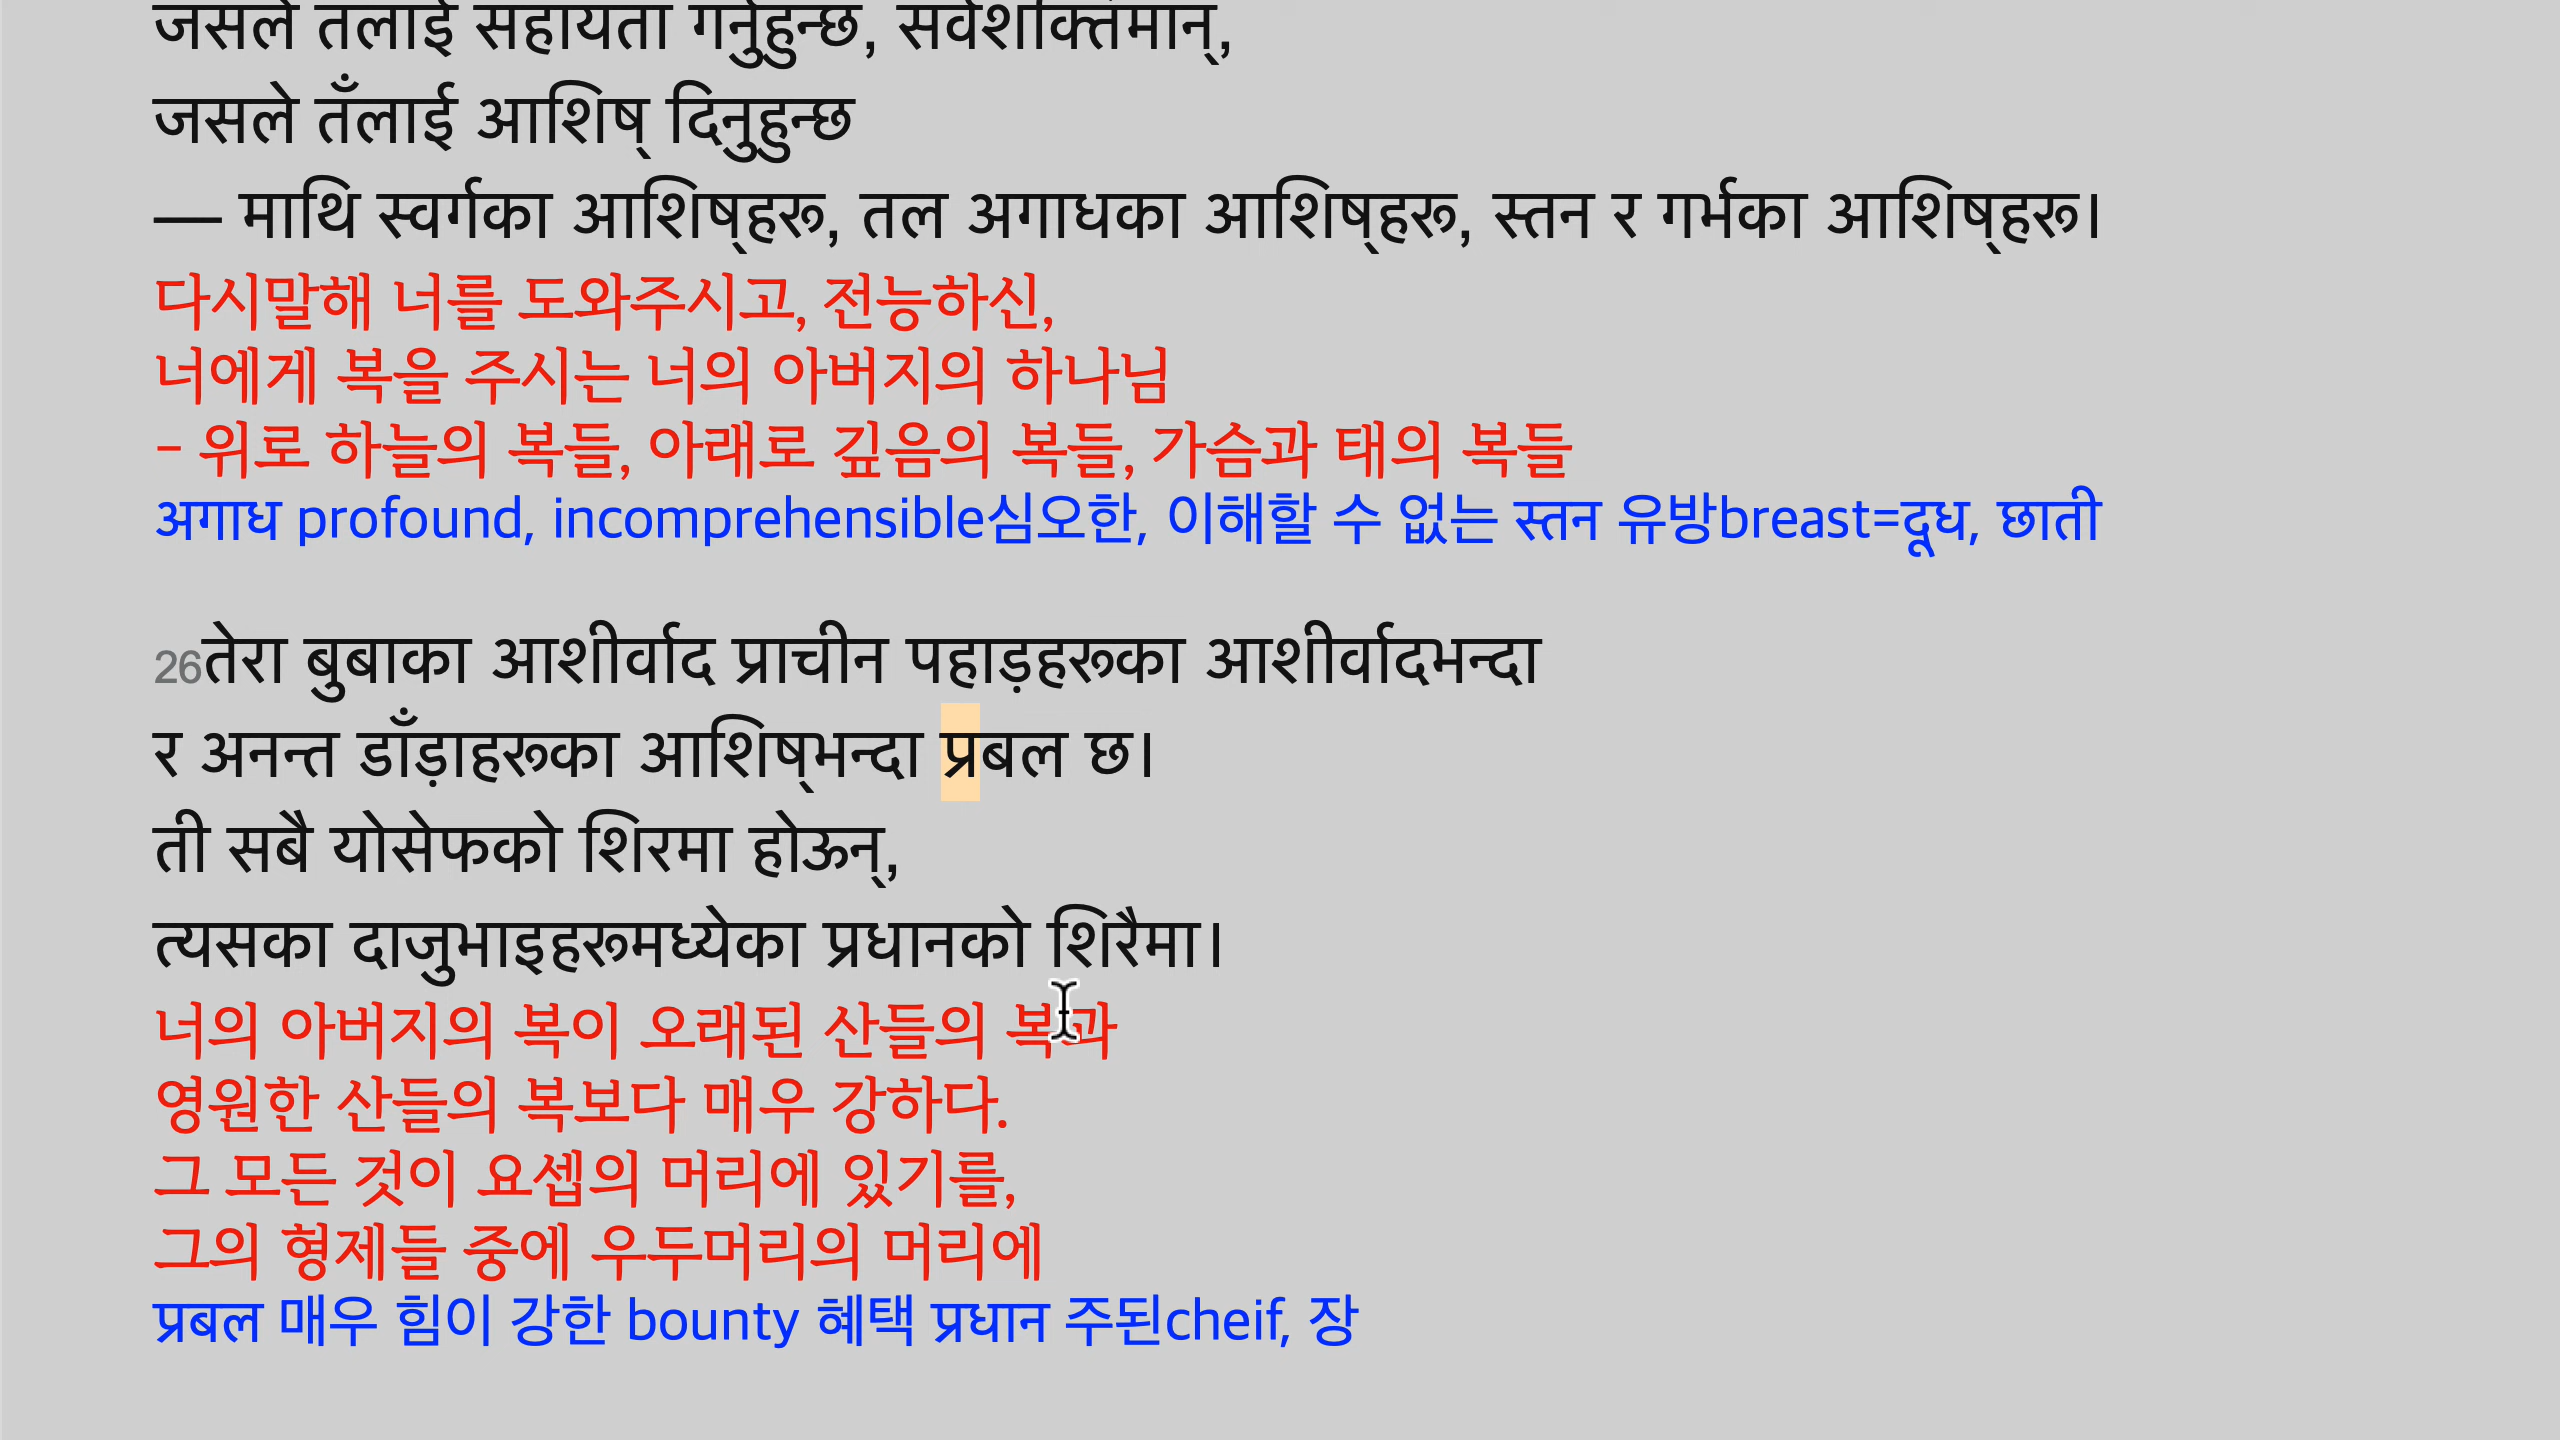 जसले तँलाई सहायता गर्नुहुन्छ, सर्वशक्तिमान्,
जसले तँलाई आशिष् दिनुहुन्छ
— माथि स्वर्गका आशिष्हरू, तल अगाधका आशिष्हरू, स्तन र गर्भका आशिष्हरू।
다시말해 너를 도와주시고, 전능하신,
너에게 복을 주시는 너의 아버지의 하나님
- 위로 하늘의 복들, 아래로 깊음의 복들, 가슴과 태의 복들
अगाध profound, incomprehensible심오한, 이해할 수 없는 स्तन 유방breast=दूध, छाती
26तेरा बुबाका आशीर्वाद प्राचीन पहाड़हरूका आशीर्वादभन्दा
र अनन्त डाँड़ाहरूका आशिष्भन्दा प्रबल छ।
ती सबै योसेफको शिरमा होऊन्,
त्यसका दाजुभाइहरूमध्येका प्रधानको शिरैमा।
너의 아버지의 복이 오래된 산들의 복과
영원한 산들의 복보다 매우 강하다.
그 모든 것이 요셉의 머리에 있기를,
그의 형제들 중에 우두머리의 머리에
प्रबल 매우 힘이 강한 bounty 혜택 प्रधान 주된cheif, 장